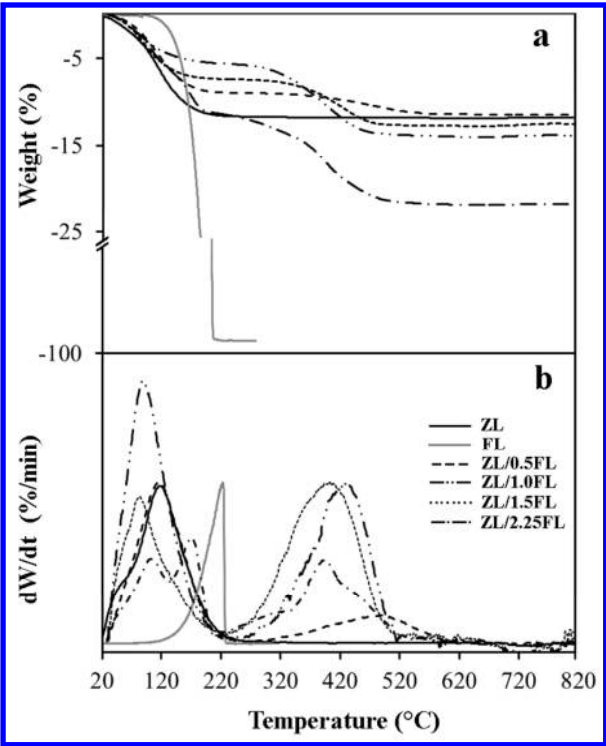 a
-5
-15
-25
-100
Weight (%)
b
ZL
FL
ZL/0.5FL
ZL/1.0FL
ZL/1.5FL
ZL/2.25FL
dW/dt (%/min)
20 120 220 320 420 520 620 720 820
Temperature (°C)